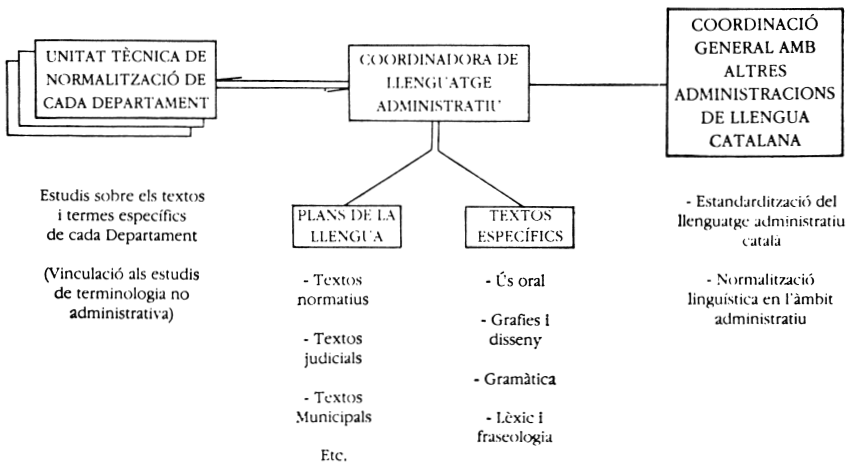 UNITAT TÈCNICA DE
NORMALITZACIÓ DE
CADA DEPARTAMENT
Estudis sobre els textos
i termes específics
de cada Departament
(Vinculació als estudis
de terminologia no
administrativa)
COORDINADORA DE
LLENGUATGE
ADMINISTRATIU
PLANS DE LA
LLENGUA
- Textos
normatius
- Textos
judicials
- Textos
Municipals
Etc.
TEXTOS
ESPECÍFICS
- Ús oral
- Grafies i
disseny
- Gramàtica
- Lèxic i
fraseologia
COORDINACIÓ
GENERAL AMB
ALTRES
ADMINISTRACIONS
DE LLENGUA
CATALANA
- Estandardització del
llenguatge administratiu
català
- Normalització
linguística en l'àmbit
administratiu